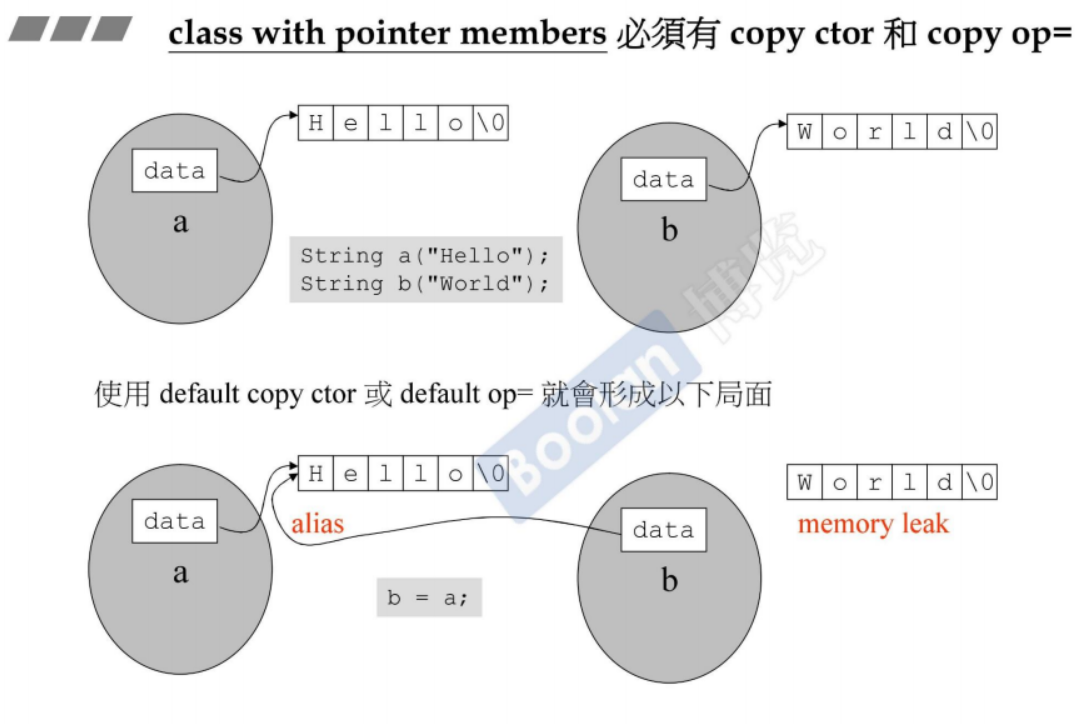 class with pointer members 必須有 copy ctor 和 copy op=
H e l l o \0
W o r l d \0
data
data
a
b
String a("Hello");
String b("World");
Boolan 博览
使用 default copy ctor 或 default op= 就會形成以下局面
H e l l o \0
W o r l d \0
data
alias
data
memory leak
a
b
b = a;